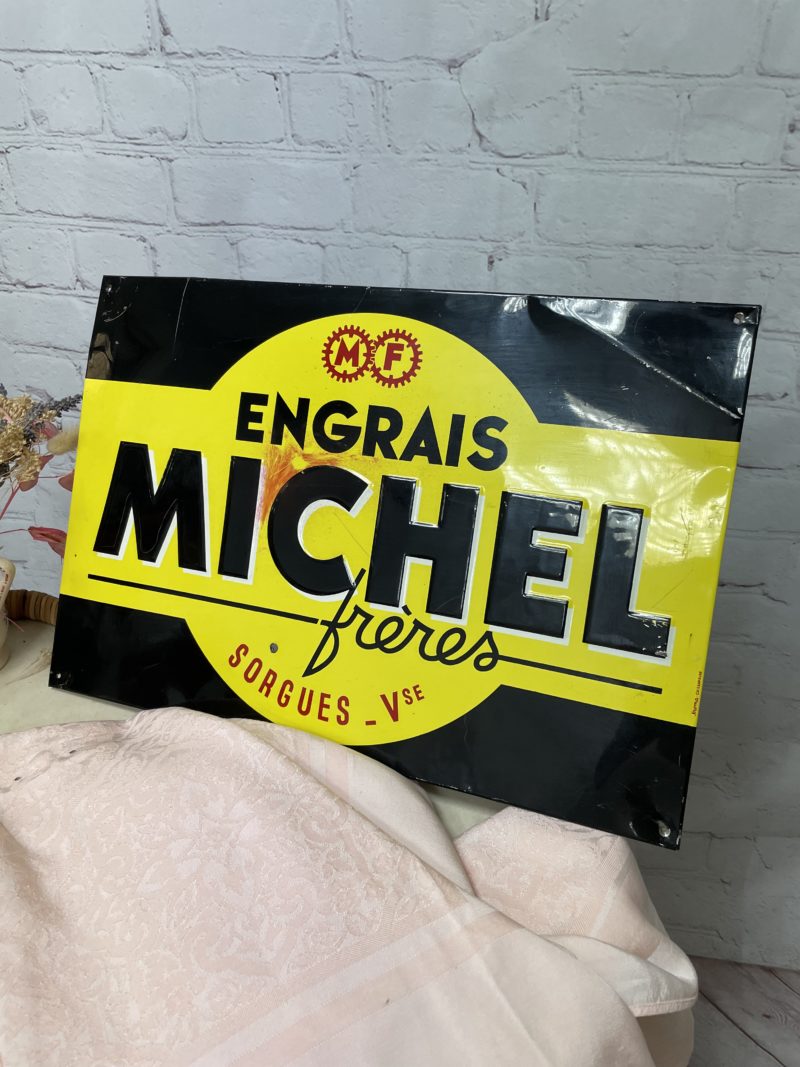 MF
ENGRAIS
MICHEL
frères
SORGUES - VSE